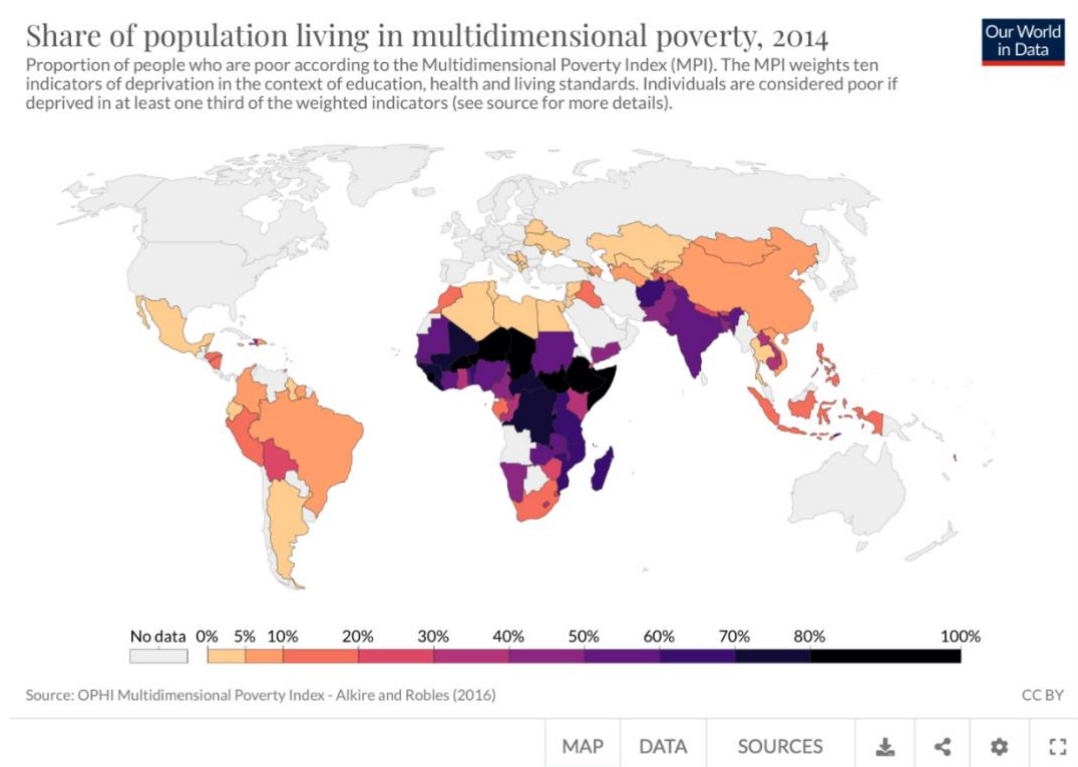 Share of population living in multidimensional poverty, 2014
Our World
in Data
Proportion of people who are poor according to the Multidimensional Poverty Index (MPI). The MPI weights ten
indicators of deprivation in the context of education, health and living standards. Individuals are considered poor if
deprived in at least one third of the weighted indicators (see source for more details).
No data 0% 5% 10% 20% 30% 40% 50% 60% 70% 80% 100%
Source: OPHI Multidimensional Poverty Index - Alkire and Robles (2016) CC BY
MAP DATA SOURCES